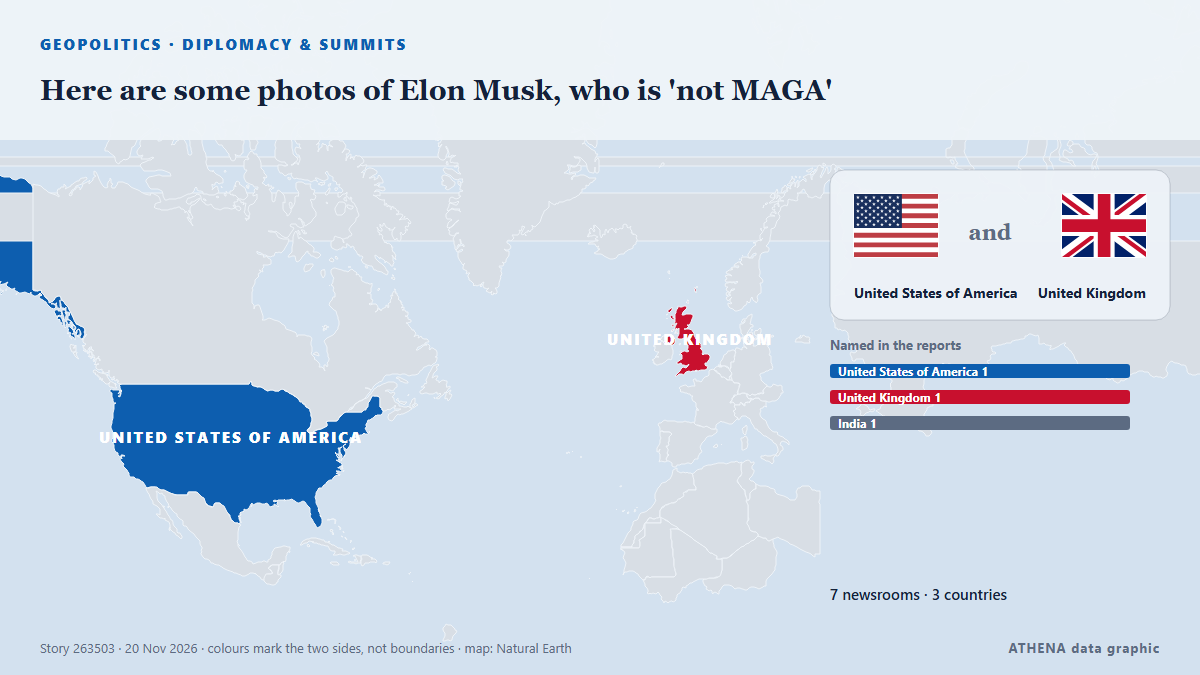 GEOPOLITICS · DIPLOMACY & SUMMITS
Here are some photos of Elon Musk, who is 'not MAGA'
and
United States of America
United Kingdom
UNITED KINGDOM
Named in the reports
United States of America 1
United Kingdom 1
India 1
UNITED STATES OF AMERICA
7 newsrooms · 3 countries
Story 263503 · 20 Nov 2026 · colours mark the two sides, not boundaries · map: Natural Earth
ATHENA data graphic